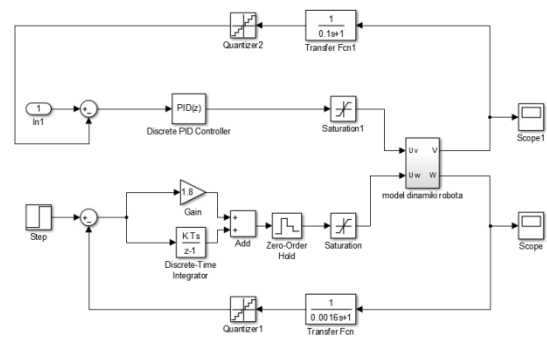 1
0.1s+1
Quantizer2
Transfer Fcn1
1
In1
PID(z)
Discrete PID Controller
Saturation1
Scope1
Uv V
Uw W
model dinamiki robota
1.8
Gain
Step
K Ts
z-1
Discrete-Time
Integrator
+
+
Add
Zero-Order
Hold
Saturation
Scope
Quantizer1
1
0.0016s+1
Transfer Fcn